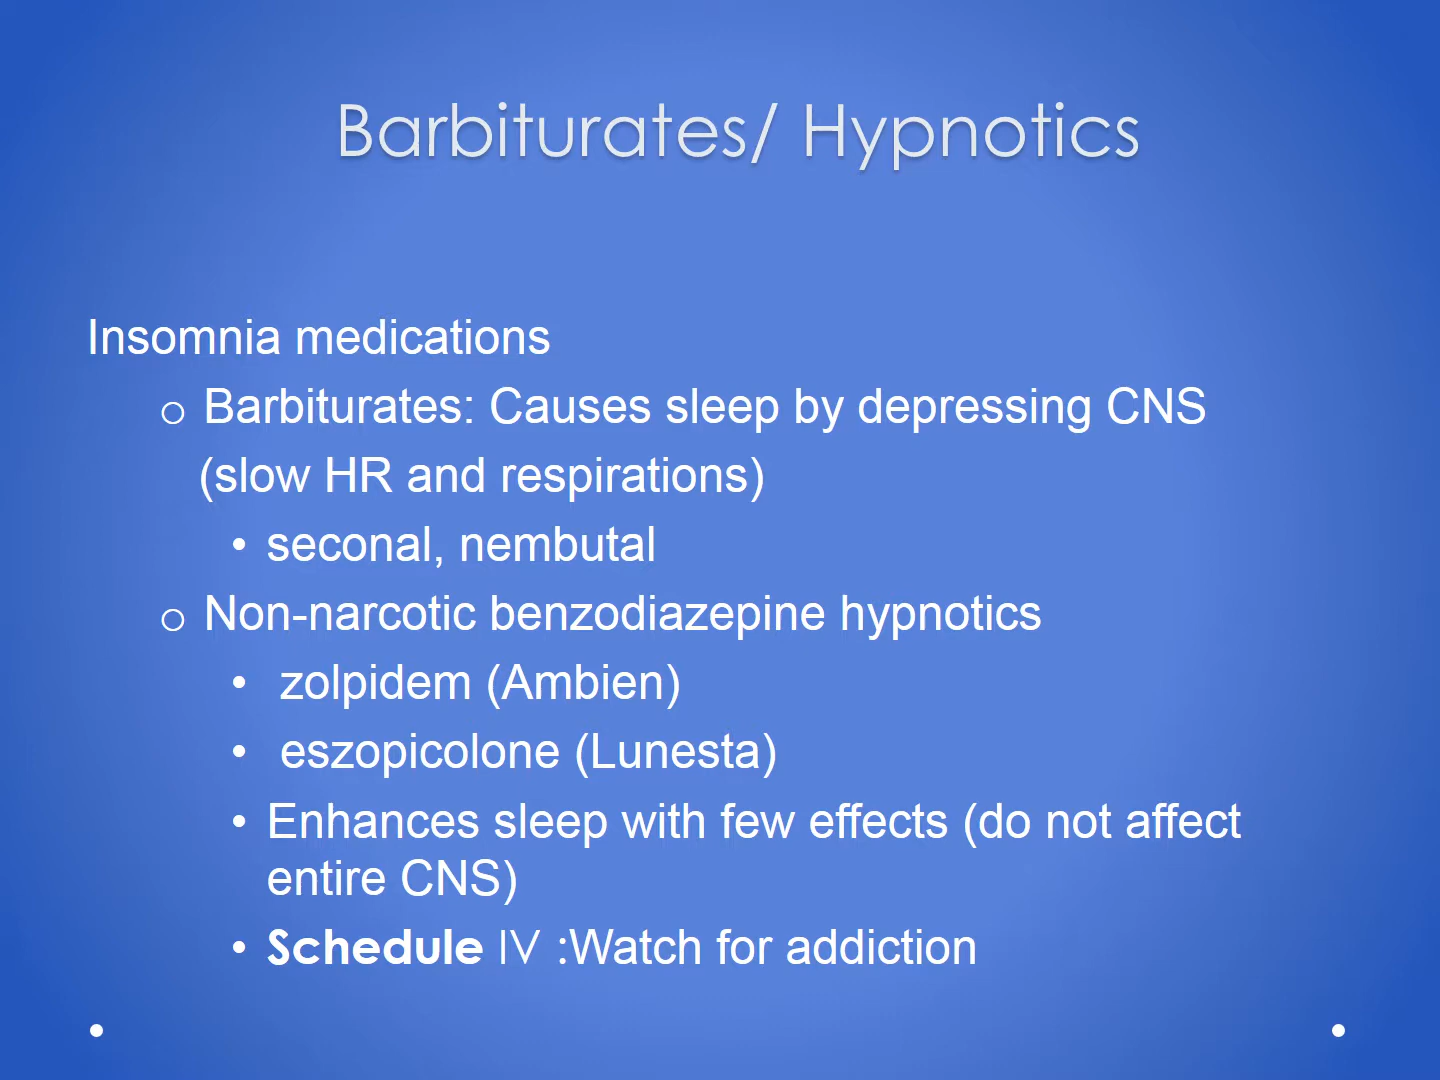 Barbiturates/ Hypnotics
Insomnia medications
o Barbiturates: Causes sleep by depressing CNS
(slow HR and respirations)
• seconal, nembutal
o Non-narcotic benzodiazepine hypnotics
• zolpidem (Ambien)
• eszopicolone (Lunesta)
• Enhances sleep with few effects (do not affect
entire CNS)
• Schedule IV :Watch for addiction